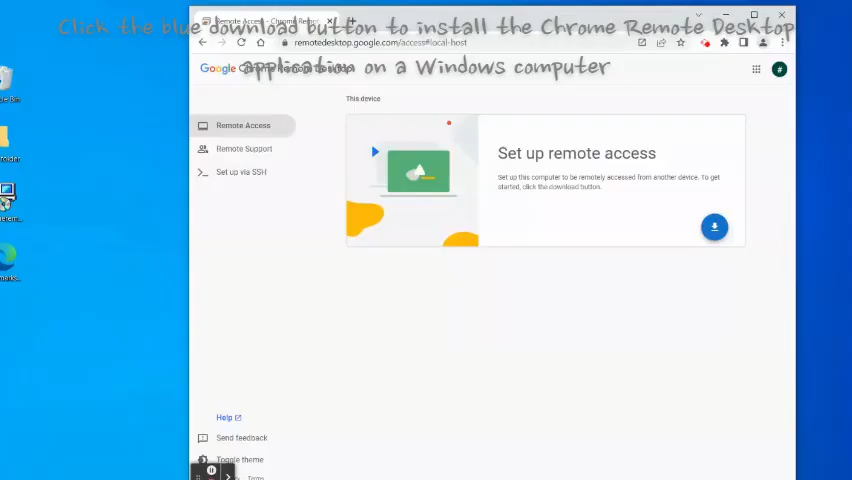 Click the blue download button to install the Chrome Remote Desktop
application on a Windows computer
remotedesktop.google.com/access#local-host
Google Chrome Remote Desktop
This device
Remote Access
Remote Support
Set up via SSH
Set up remote access
Set up this computer to be remotely accessed from another device. To get
started, click the download button.
Help
Send feedback
Toggle theme
Terms